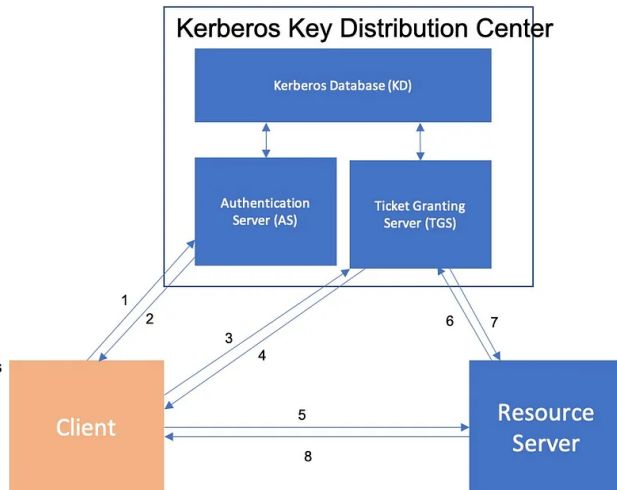 Kerberos Key Distribution Center
Kerberos Database (KD)
Authentication
Server (AS)
Ticket Granting
Server (TGS)
1
2
3
4
6
7
s
Client
5
8
Resource
Server